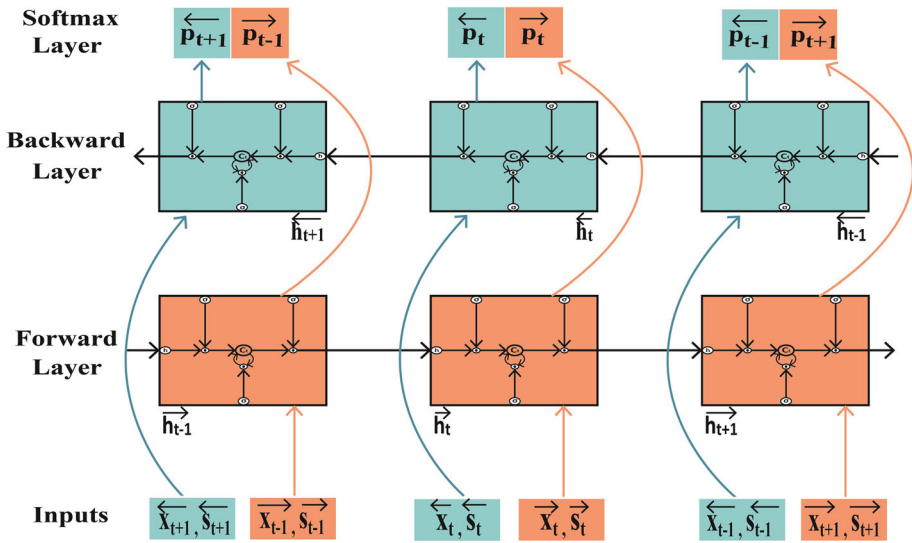 Softmax
Layer
p⃖t+1 p⃗t-1
p⃖t p⃗t
p⃖t-1 p⃗t+1
Backward
Layer
σ σ C h σ
σ σ C h σ
σ σ C h σ
h⃖t+1
h⃖t
h⃖t-1
Forward
Layer
σ σ h C σ
σ σ h C σ
σ σ h C σ
h⃗t-1
h⃗t
h⃗t+1
Inputs
x⃖t+1, s⃖t+1
x⃗t-1, s⃗t-1
x⃖t, s⃖t
x⃗t, s⃗t
x⃖t-1, s⃖t-1
x⃗t+1, s⃗t+1